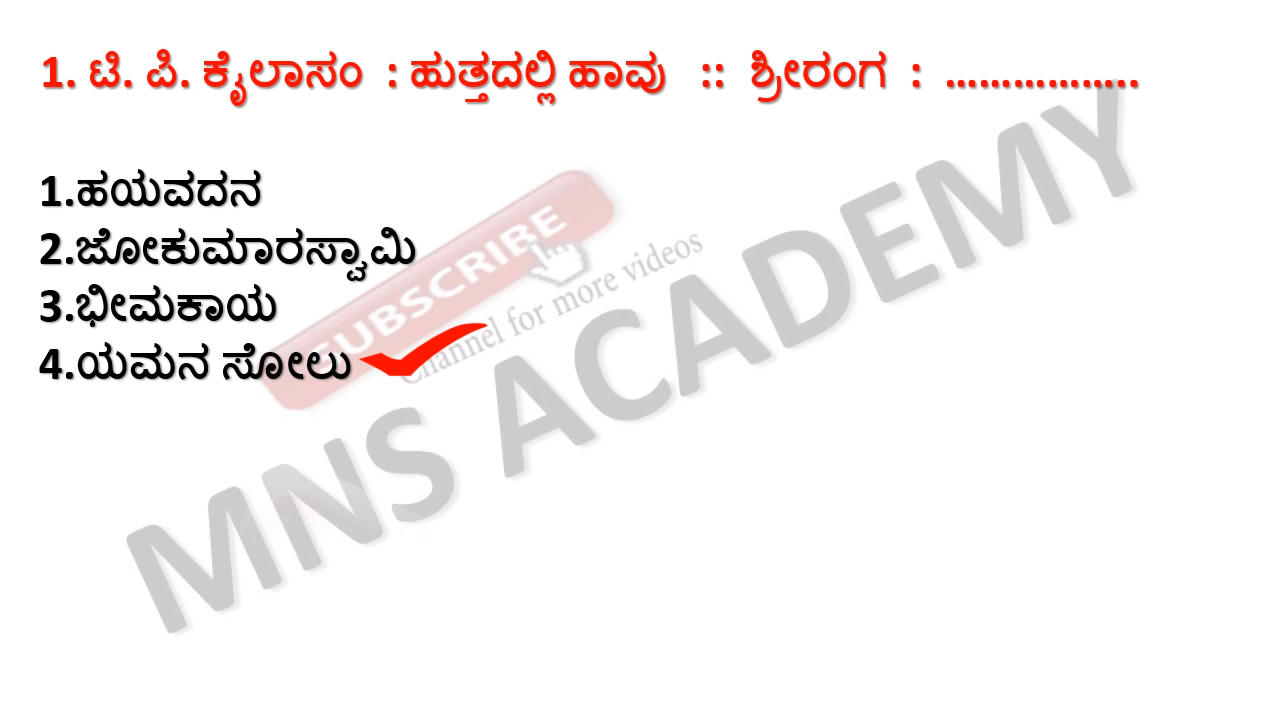 1. ಟಿ. ಪಿ. ಕೈಲಾಸಂ : ಹುತ್ತದಲ್ಲಿ ಹಾವು :: ಶ್ರೀರಂಗ : ……………..
1.ಹಯವದನ
2.ಜೋಕುಮಾರಸ್ವಾಮಿ
3.ಭೀಮಕಾಯ
4.ಯಮನ ಸೋಲು
SUBSCRIBE
Channel for more videos
MNS ACADEMY